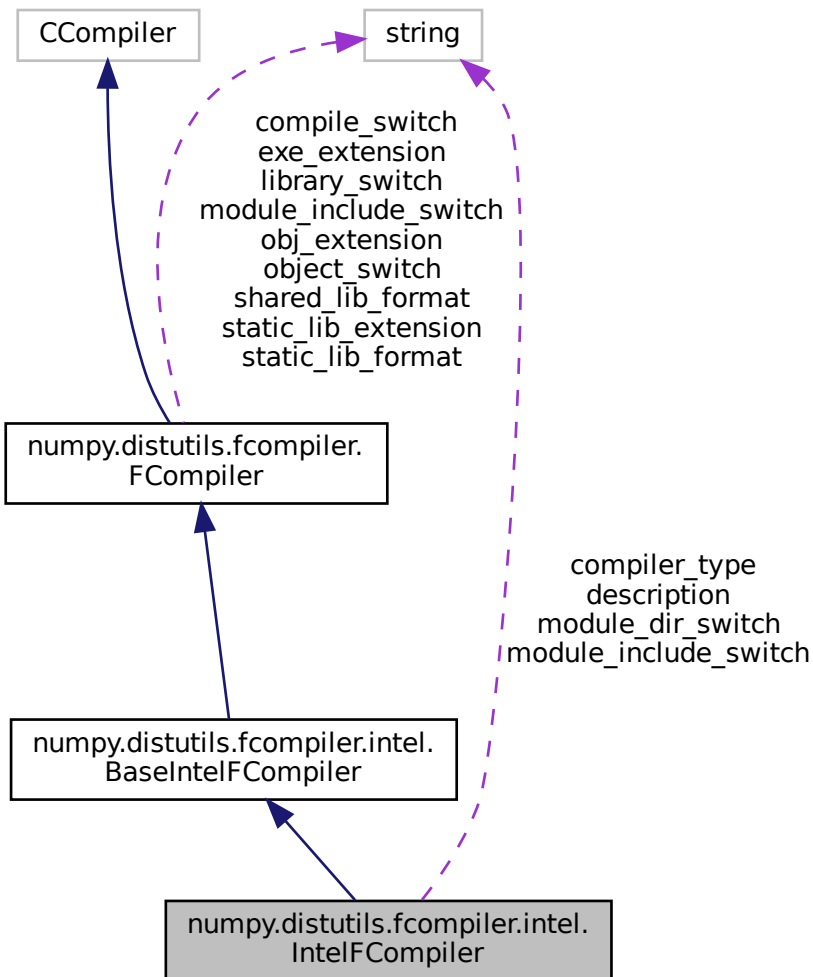 CCompiler
string
compile_switch
exe_extension
library_switch
module_include_switch
obj_extension
object_switch
shared_lib_format
static_lib_extension
static_lib_format
numpy.distutils.fcompiler.
FCompiler
compiler_type
description
module_dir_switch
module_include_switch
numpy.distutils.fcompiler.intel.
BaseIntelFCompiler
numpy.distutils.fcompiler.intel.
IntelFCompiler